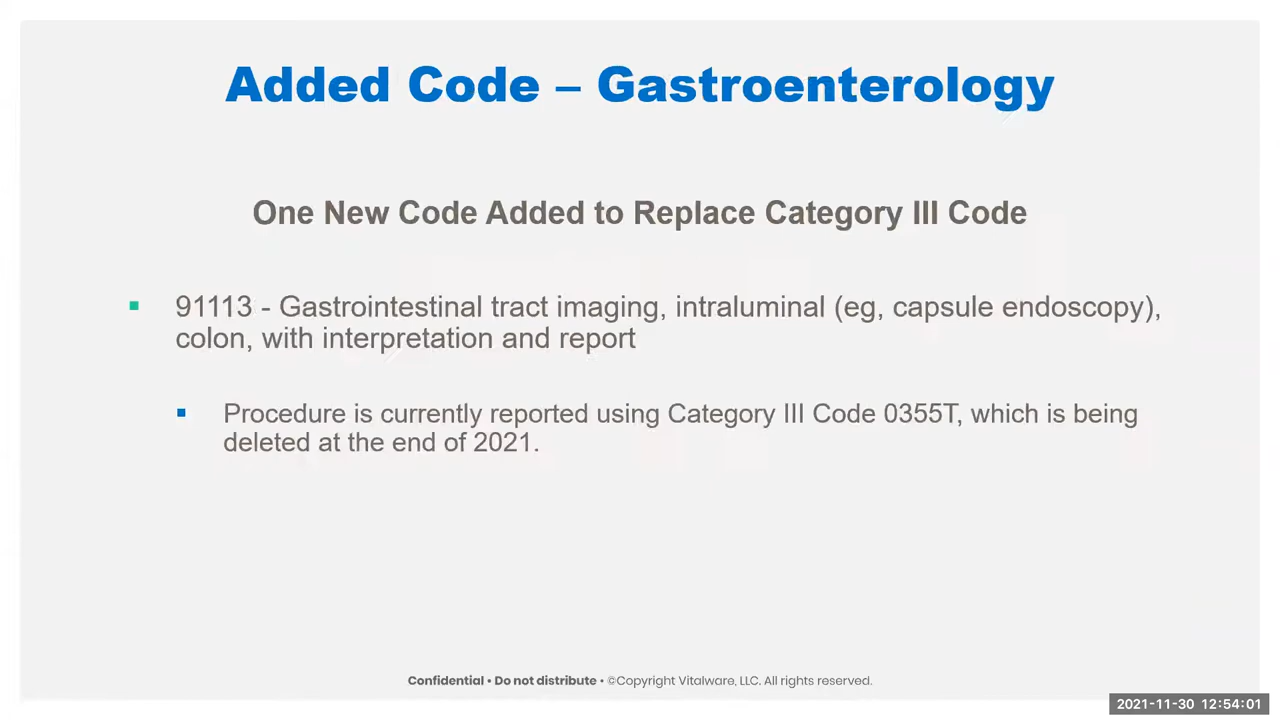 Added Code – Gastroenterology
One New Code Added to Replace Category III Code
▪ 91113 - Gastrointestinal tract imaging, intraluminal (eg, capsule endoscopy),
colon, with interpretation and report
▪ Procedure is currently reported using Category III Code 0355T, which is being
deleted at the end of 2021.
Confidential • Do not distribute • ©Copyright Vitalware, LLC. All rights reserved.
2021-11-30 12:54:01